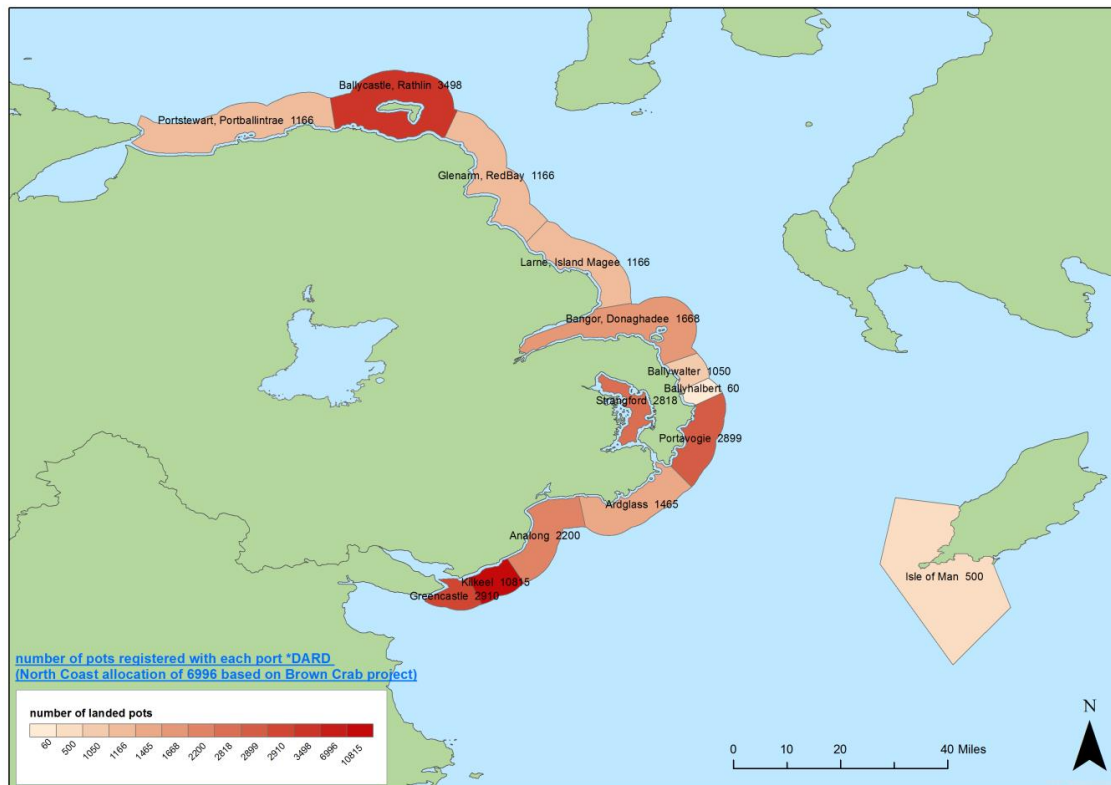 Ballycastle, Rathlin 3498
Portstewart, Portballintrae 1166
Glenarm, RedBay 1166
Larne, Island Magee 1166
Bangor, Donaghadee 1668
Ballywalter 1050
Ballyhalbert 60
Strangford 2818
Portavogie 2899
Ardglass 1465
Analong 2200
Kilkeel 10815
Greencastle 2910
Isle of Man 500
number of pots registered with each port *DARD
(North Coast allocation of 6996 based on Brown Crab project)
number of landed pots
60 500 1050 1166 1465 1668 2200 2818 2899 2910 3498 6996 10815
N
0 10 20 40 Miles